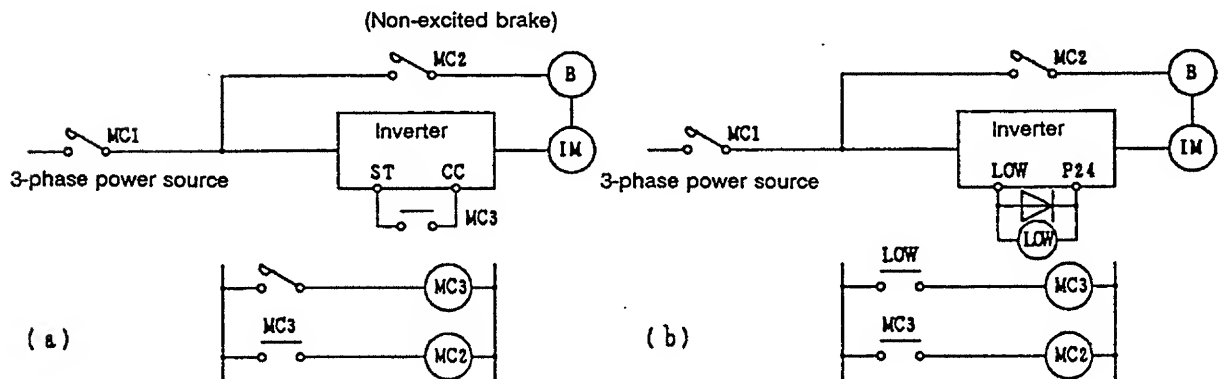 (Non-excited brake)
MC2
B
MC1
Inverter
IM
3-phase power source
ST CC
MC3
MC3
MC3
MC2
(a)
MC2
B
MC1
Inverter
IM
3-phase power source
LOW P24
LOW
LOW
MC3
MC3
MC2
(b)